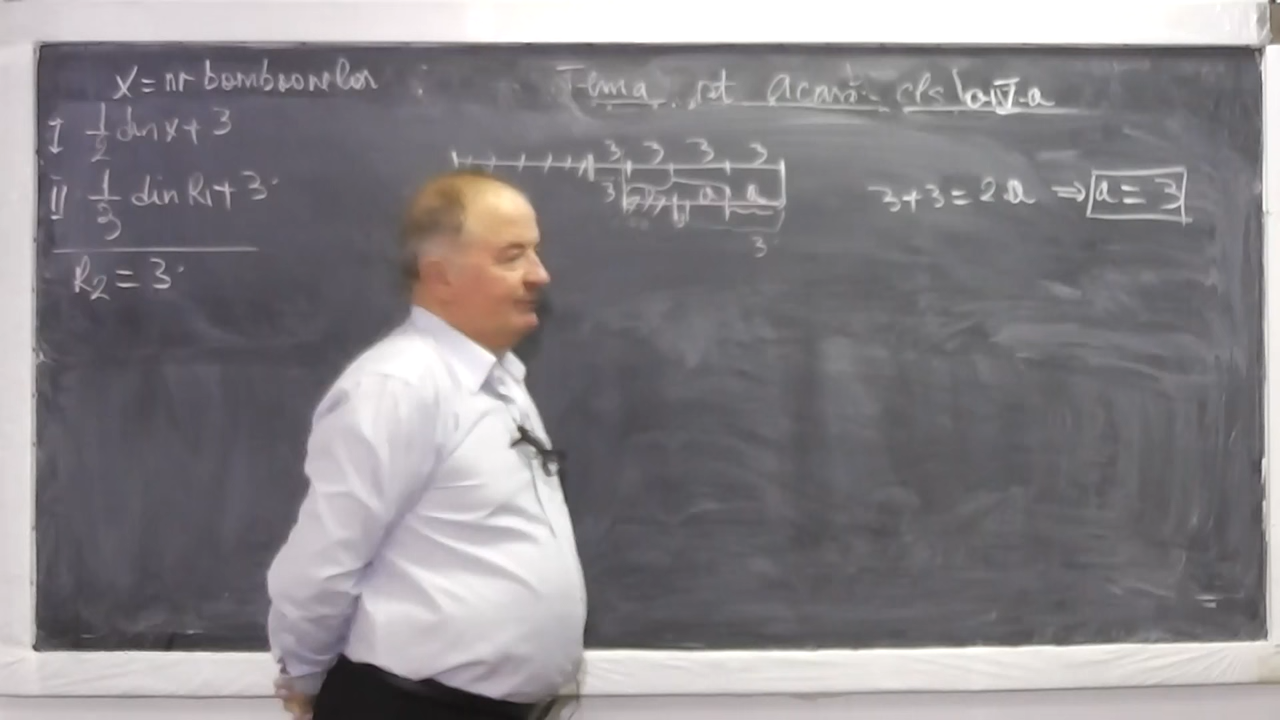 x = nr bomboanelor
Tema pt acasă cls a IV-a
I 1/2 din x + 3
II 1/3 din R1 + 3
R2 = 3
3 3 3 3
3 a a
3
3 + 3 = 2a ⇒ a = 3